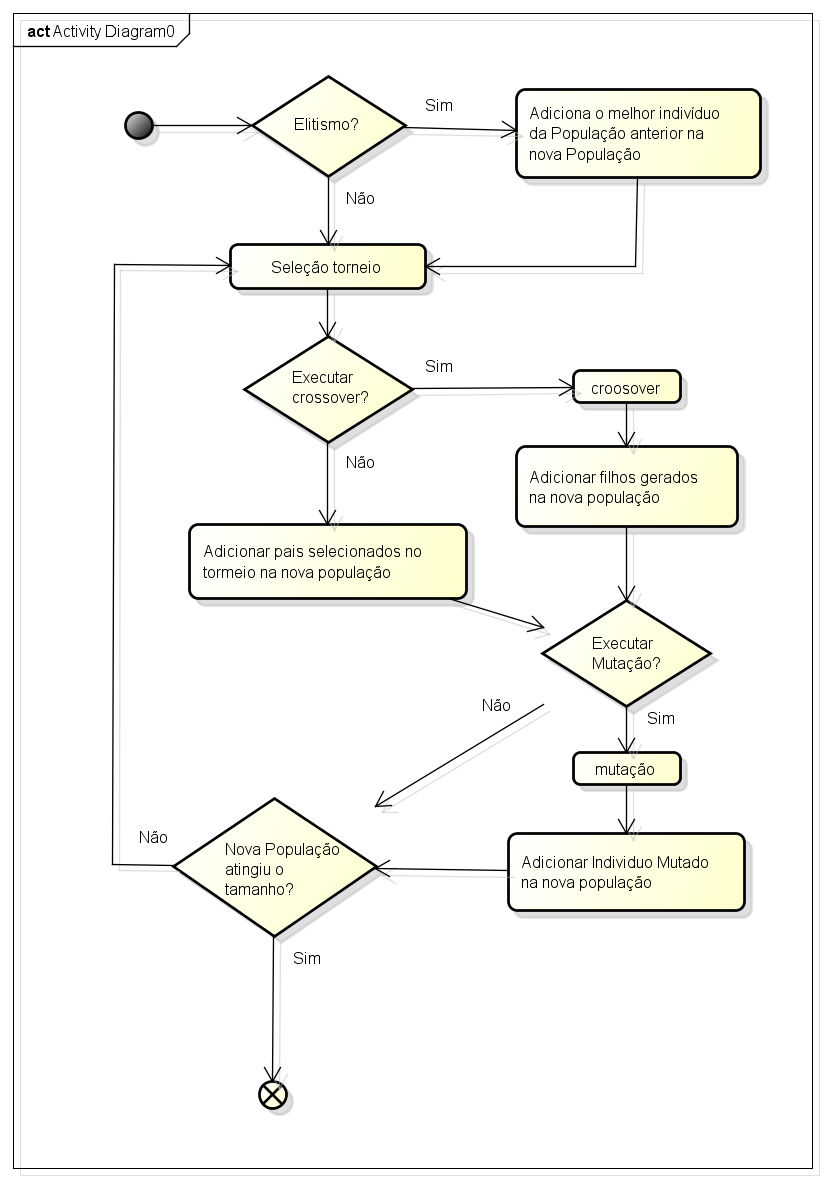 act Activity Diagram0
Elitismo?
Sim
Adiciona o melhor indivíduo
da População anterior na
nova População
Não
Seleção torneio
Executar
crossover?
Sim
croosover
Não
Adicionar filhos gerados
na nova população
Adicionar pais selecionados no
tormeio na nova população
Executar
Mutação?
Não
Sim
mutação
Não
Nova População
atingiu o
tamanho?
Adicionar Individuo Mutado
na nova população
Sim